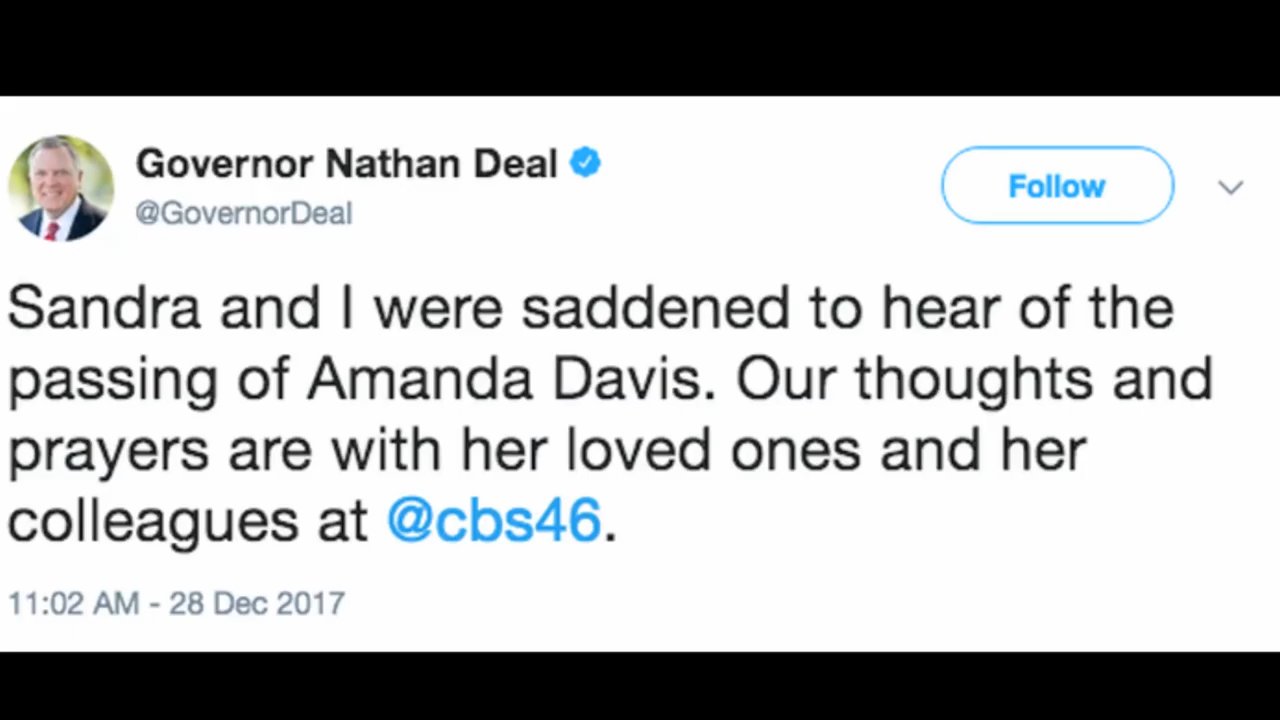 Governor Nathan Deal
@GovernorDeal
Follow
Sandra and I were saddened to hear of the
passing of Amanda Davis. Our thoughts and
prayers are with her loved ones and her
colleagues at @cbs46.
11:02 AM - 28 Dec 2017